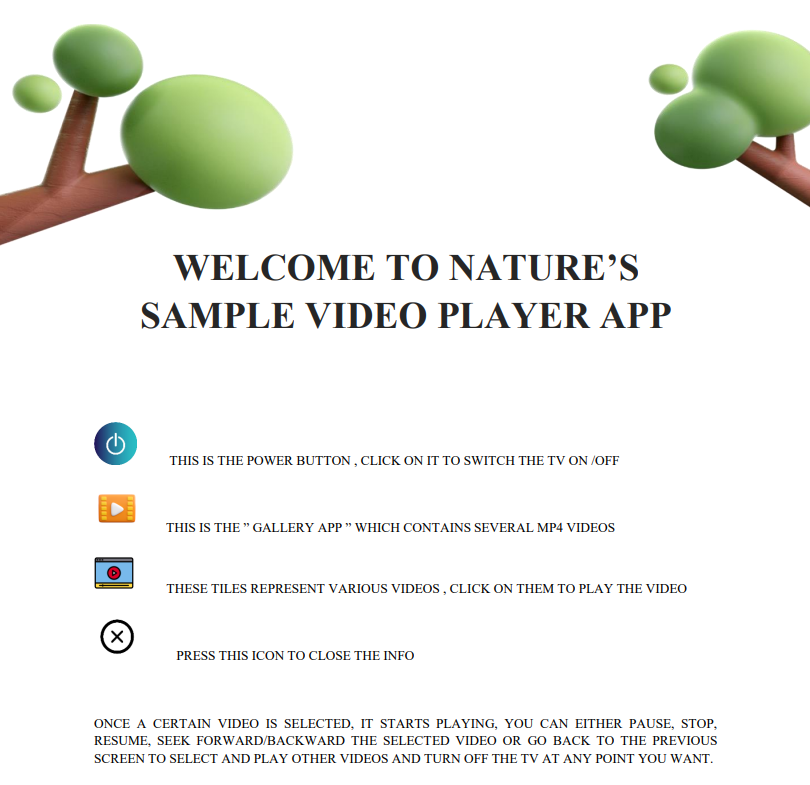 WELCOME TO NATURE’S
SAMPLE VIDEO PLAYER APP
THIS IS THE POWER BUTTON , CLICK ON IT TO SWITCH THE TV ON /OFF
THIS IS THE ” GALLERY APP ” WHICH CONTAINS SEVERAL MP4 VIDEOS
THESE TILES REPRESENT VARIOUS VIDEOS , CLICK ON THEM TO PLAY THE VIDEO
PRESS THIS ICON TO CLOSE THE INFO
ONCE A CERTAIN VIDEO IS SELECTED, IT STARTS PLAYING, YOU CAN EITHER PAUSE, STOP,
RESUME, SEEK FORWARD/BACKWARD THE SELECTED VIDEO OR GO BACK TO THE PREVIOUS
SCREEN TO SELECT AND PLAY OTHER VIDEOS AND TURN OFF THE TV AT ANY POINT YOU WANT.